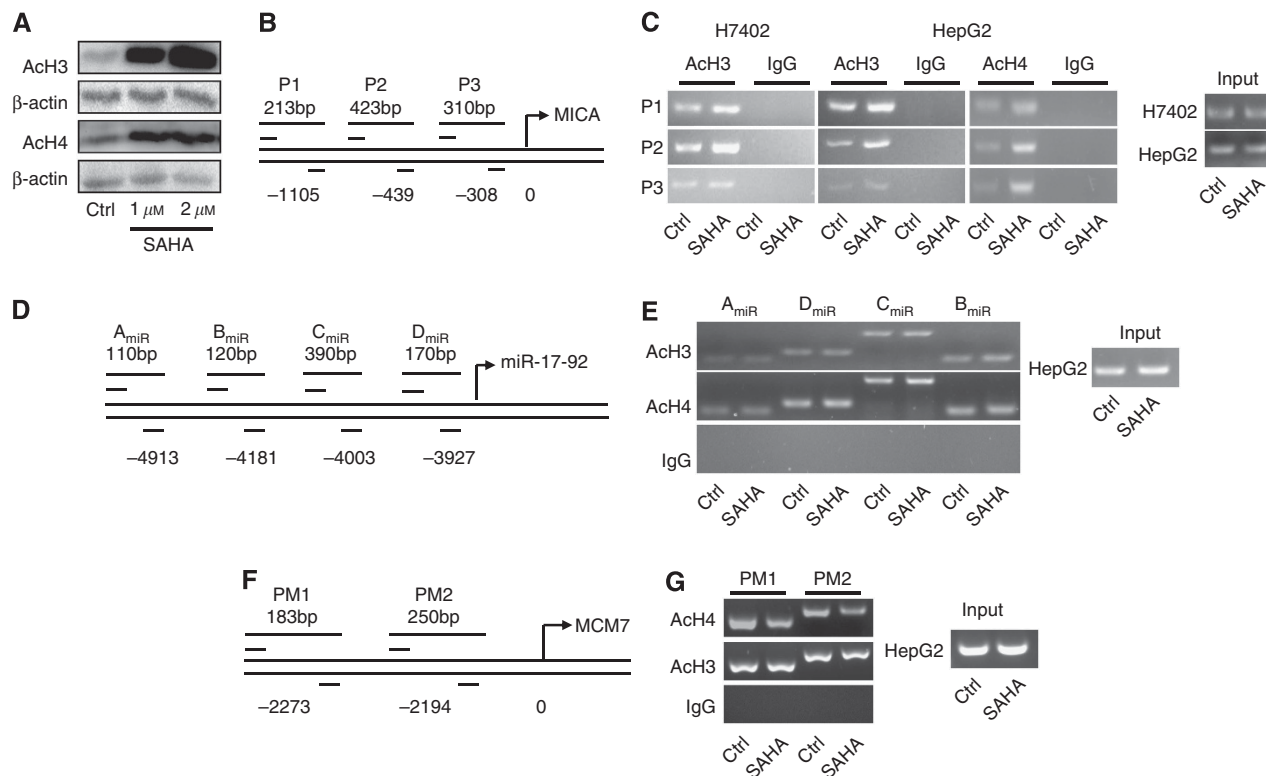 A
AcH3
β-actin
AcH4
β-actin
Ctrl 1 μM 2 μM
SAHA
B
P1 P2 P3
213bp 423bp 310bp
MICA
–1105 –439 –308 0
C
H7402 HepG2
AcH3 IgG AcH3 IgG AcH4 IgG
P1
P2
P3
Ctrl SAHA Ctrl SAHA Ctrl SAHA Ctrl SAHA Ctrl SAHA Ctrl SAHA
Input
H7402
HepG2
Ctrl SAHA
D
AmiR BmiR CmiR DmiR
110bp 120bp 390bp 170bp
miR-17-92
–4913 –4181 –4003 –3927
E
AmiR DmiR CmiR BmiR
AcH3
AcH4
IgG
Ctrl SAHA Ctrl SAHA Ctrl SAHA Ctrl SAHA
Input
HepG2
Ctrl SAHA
F
PM1 PM2
183bp 250bp
MCM7
–2273 –2194 0
G
PM1 PM2
AcH4
AcH3
IgG
Ctrl SAHA Ctrl SAHA
Input
HepG2
Ctrl SAHA